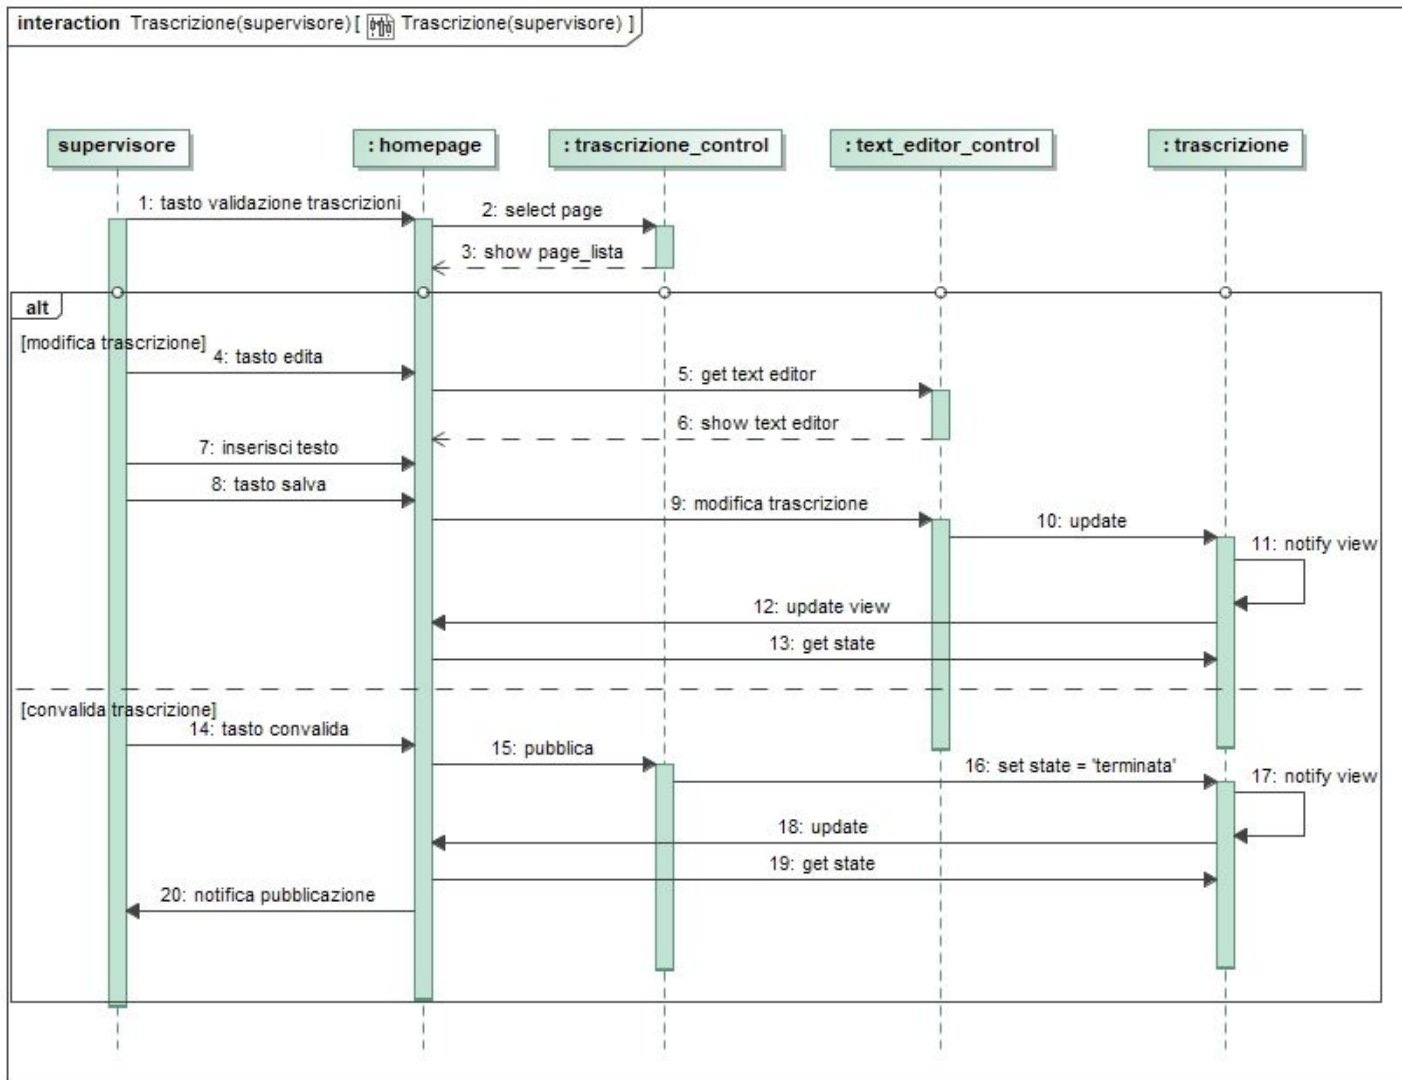 interaction Trascrizione(supervisore)[ Trascrizione(supervisore) ]
supervisore
: homepage
: trascrizione_control
: text_editor_control
: trascrizione
1: tasto validazione trascrizioni
2: select page
3: show page_lista
alt
[modifica trascrizione]
4: tasto edita
5: get text editor
6: show text editor
7: inserisci testo
8: tasto salva
9: modifica trascrizione
10: update
11: notify view
12: update view
13: get state
[convalida trascrizione]
14: tasto convalida
15: pubblica
16: set state = 'terminata'
17: notify view
18: update
19: get state
20: notifica pubblicazione